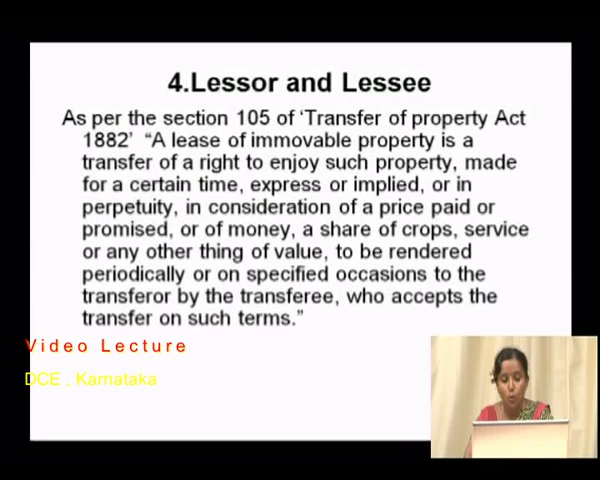 4.Lessor and Lessee
As per the section 105 of ‘Transfer of property Act
1882’ “A lease of immovable property is a
transfer of a right to enjoy such property, made
for a certain time, express or implied, or in
perpetuity, in consideration of a price paid or
promised, or of money, a share of crops, service
or any other thing of value, to be rendered
periodically or on specified occasions to the
transferor by the transferee, who accepts the
transfer on such terms.”
Video Lecture
DCE , Karnataka